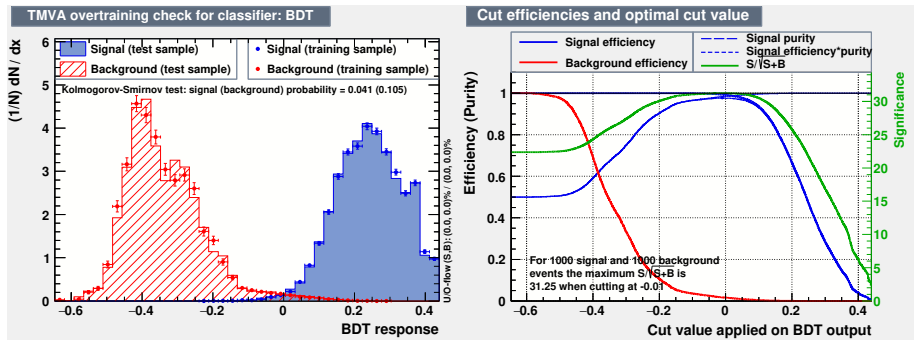 TMVA overtraining check for classifier: BDT
(1/N) dN / dx
6
5
4
3
2
1
0
Signal (test sample)
Background (test sample)
Signal (training sample)
Background (training sample)
Kolmogorov-Smirnov test: signal (background) probability = 0.041 (0.105)
U/O-flow (S,B): (0.0, 0.0)% / (0.0, 0.0)%
−0.6 −0.4 −0.2 0 0.2 0.4
BDT response
Cut efficiencies and optimal cut value
Signal efficiency
Background efficiency
Signal purity
Signal efficiency*purity
S/√S+B
Efficiency (Purity)
1
0.8
0.6
0.4
0.2
0
Significance
30
25
20
15
10
5
0
For 1000 signal and 1000 background
events the maximum S/√S+B is
31.25 when cutting at -0.01
−0.6 −0.4 −0.2 0.0 0.2 0.4
Cut value applied on BDT output